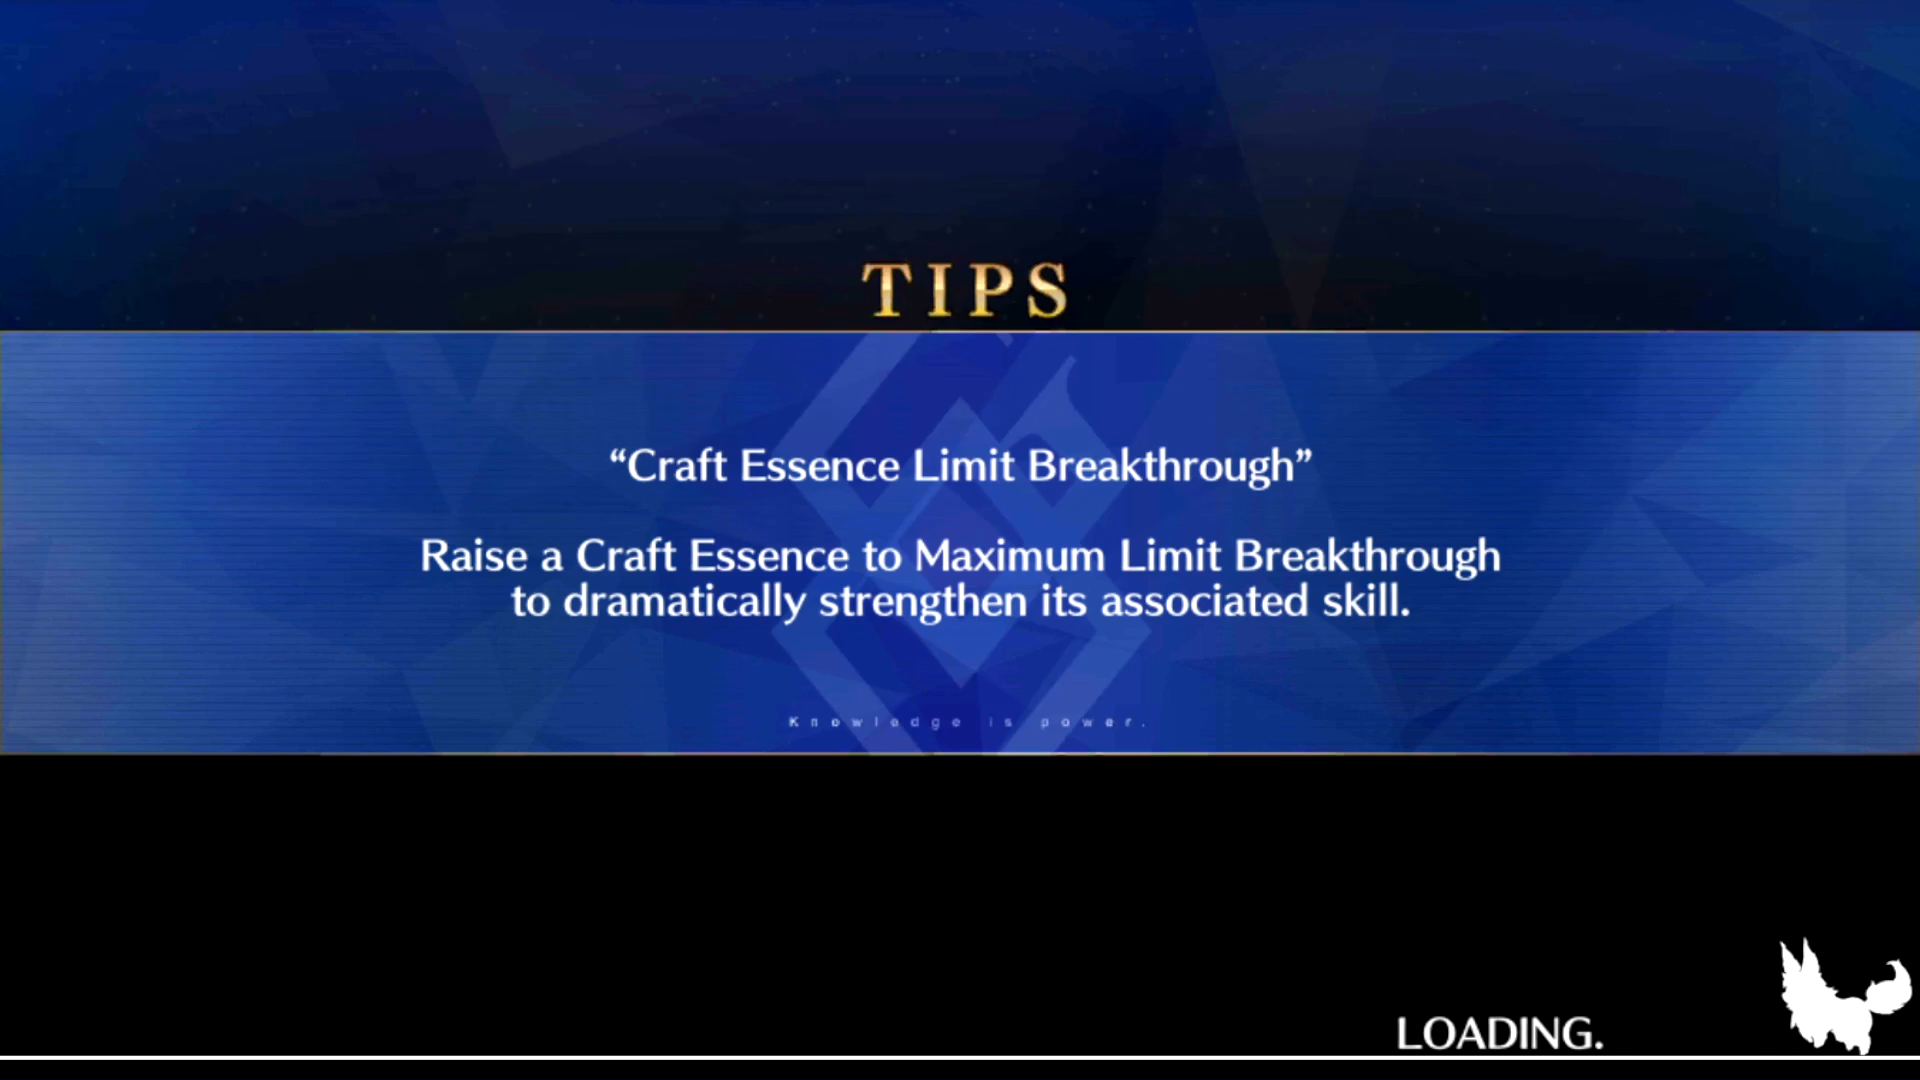 TIPS
“Craft Essence Limit Breakthrough”
Raise a Craft Essence to Maximum Limit Breakthrough
to dramatically strengthen its associated skill.
Knowledge is power.
LOADING.